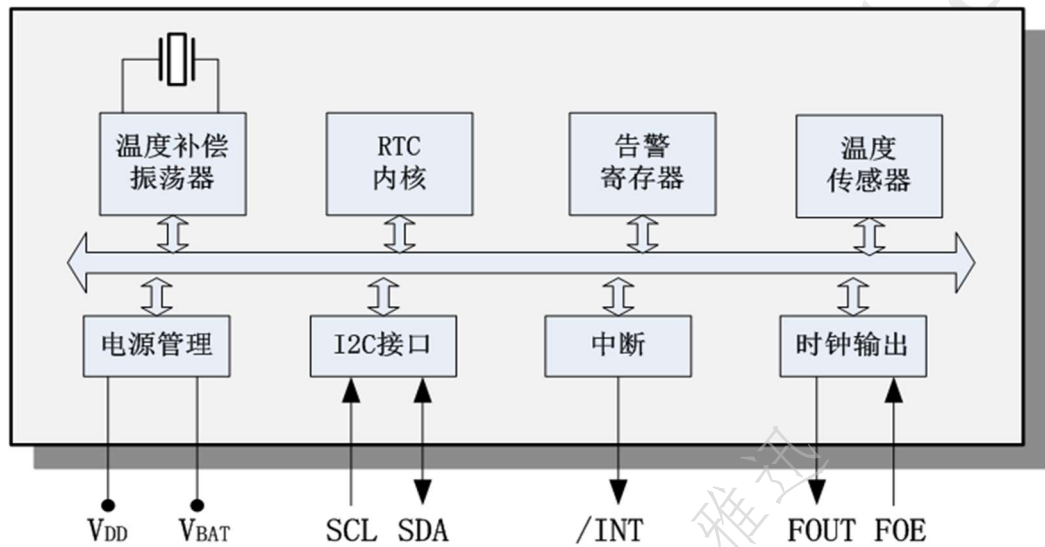 温度补偿
振荡器
RTC
内核
告警
寄存器
温度
传感器
电源管理
I2C接口
中断
时钟输出
VDD
VBAT
SCL
SDA
/INT
FOUT
FOE
雅迅